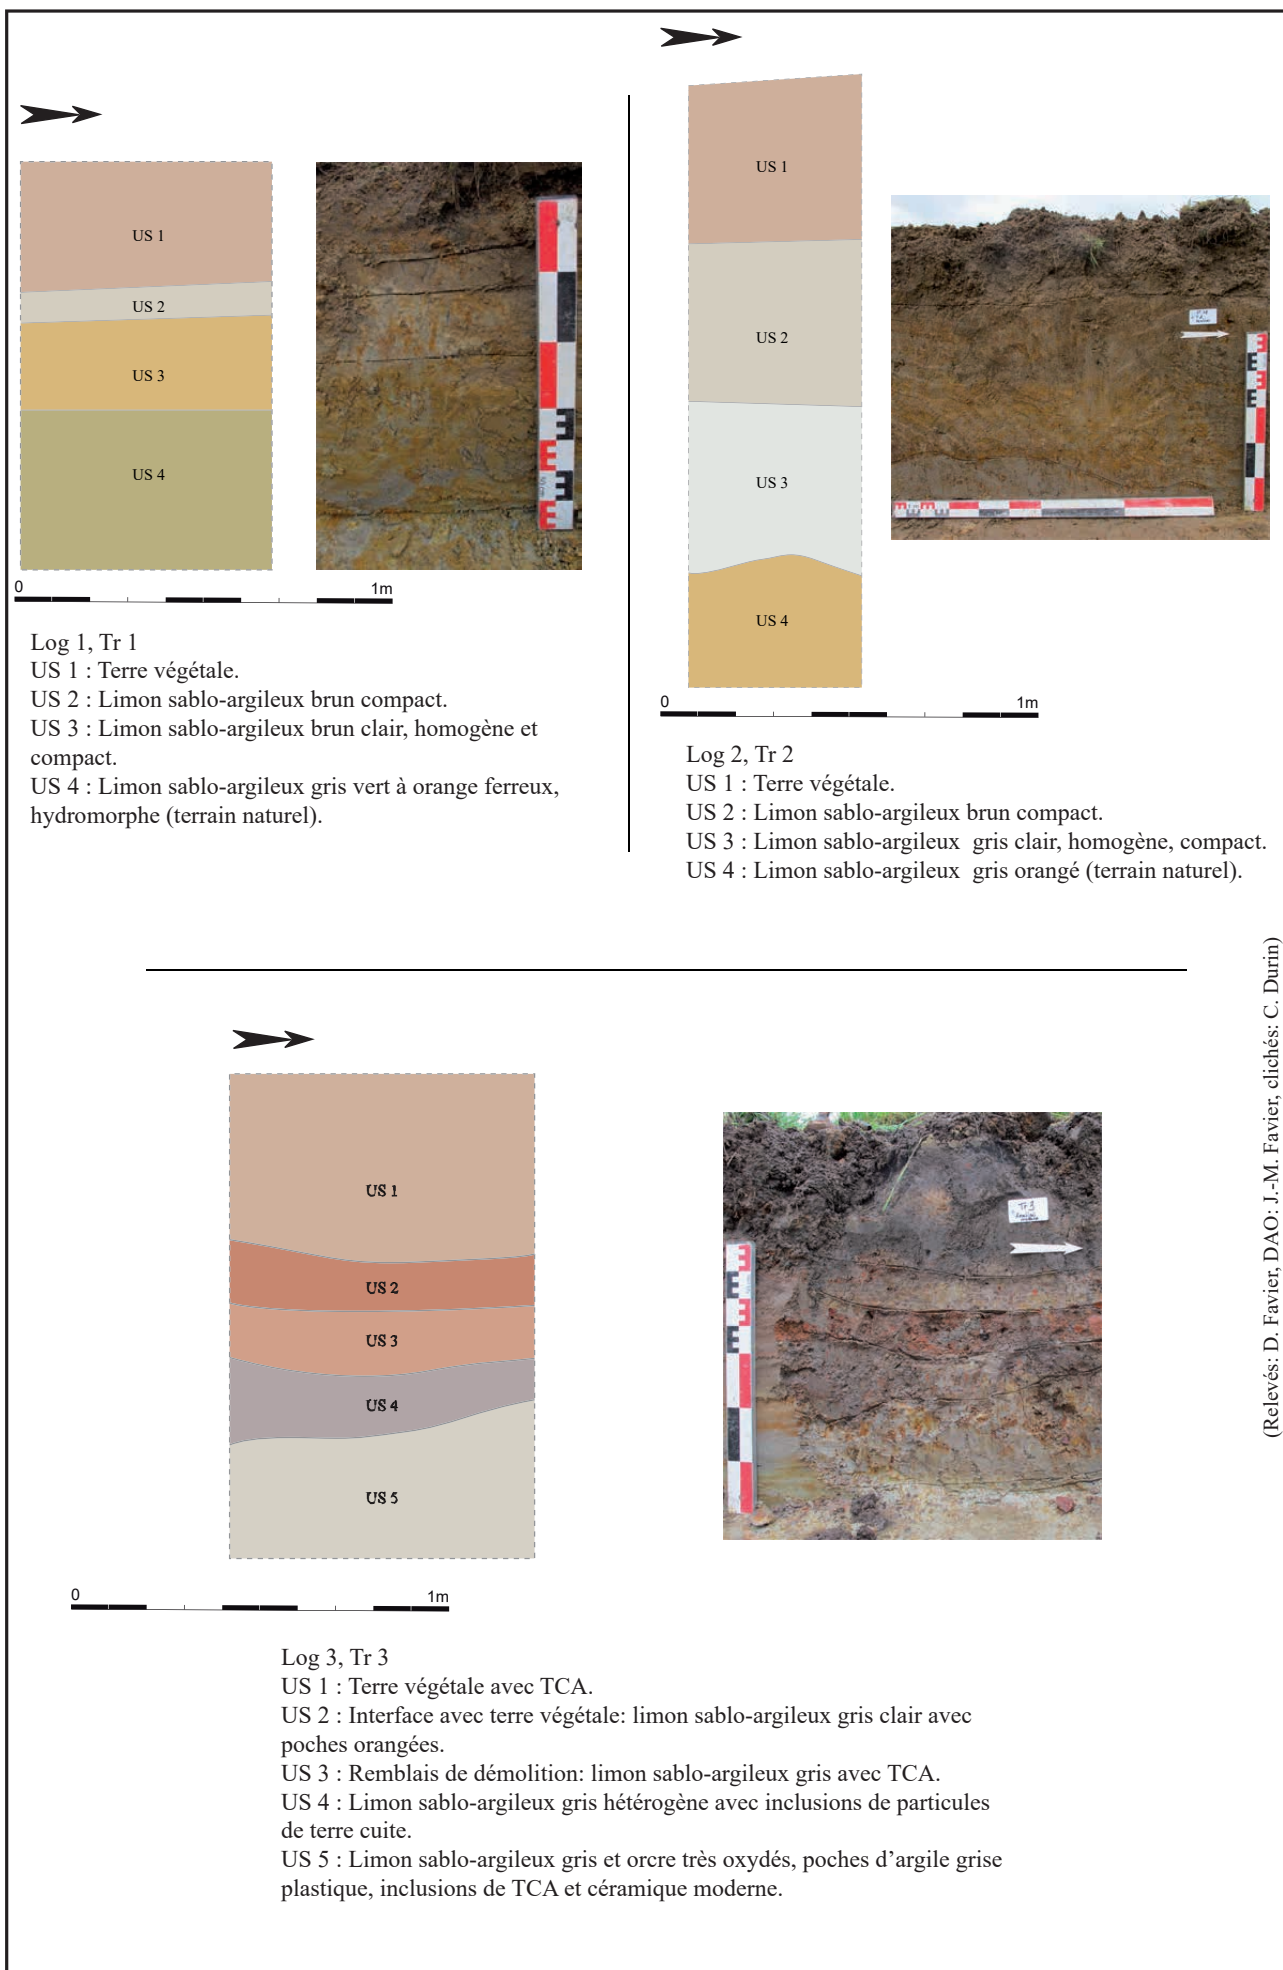 US 1
US 2
US 3
US 4
0 1m
Log 1, Tr 1
US 1 : Terre végétale.
US 2 : Limon sablo-argileux brun compact.
US 3 : Limon sablo-argileux brun clair, homogène et
compact.
US 4 : Limon sablo-argileux gris vert à orange ferreux,
hydromorphe (terrain naturel).
US 1
US 2
US 3
US 4
0 1m
Log 2, Tr 2
US 1 : Terre végétale.
US 2 : Limon sablo-argileux brun compact.
US 3 : Limon sablo-argileux  gris clair, homogène, compact.
US 4 : Limon sablo-argileux  gris orangé (terrain naturel).
US 1
US 2
US 3
US 4
US 5
Tr 3
0 1m
Log 3, Tr 3
US 1 : Terre végétale avec TCA.
US 2 : Interface avec terre végétale: limon sablo-argileux gris clair avec
poches orangées.
US 3 : Remblais de démolition: limon sablo-argileux gris avec TCA.
US 4 : Limon sablo-argileux gris hétérogène avec inclusions de particules
de terre cuite.
US 5 : Limon sablo-argileux gris et orcre très oxydés, poches d’argile grise
plastique, inclusions de TCA et céramique moderne.
(Relevés: D. Favier, DAO: J.-M. Favier, clichés: C. Durin)